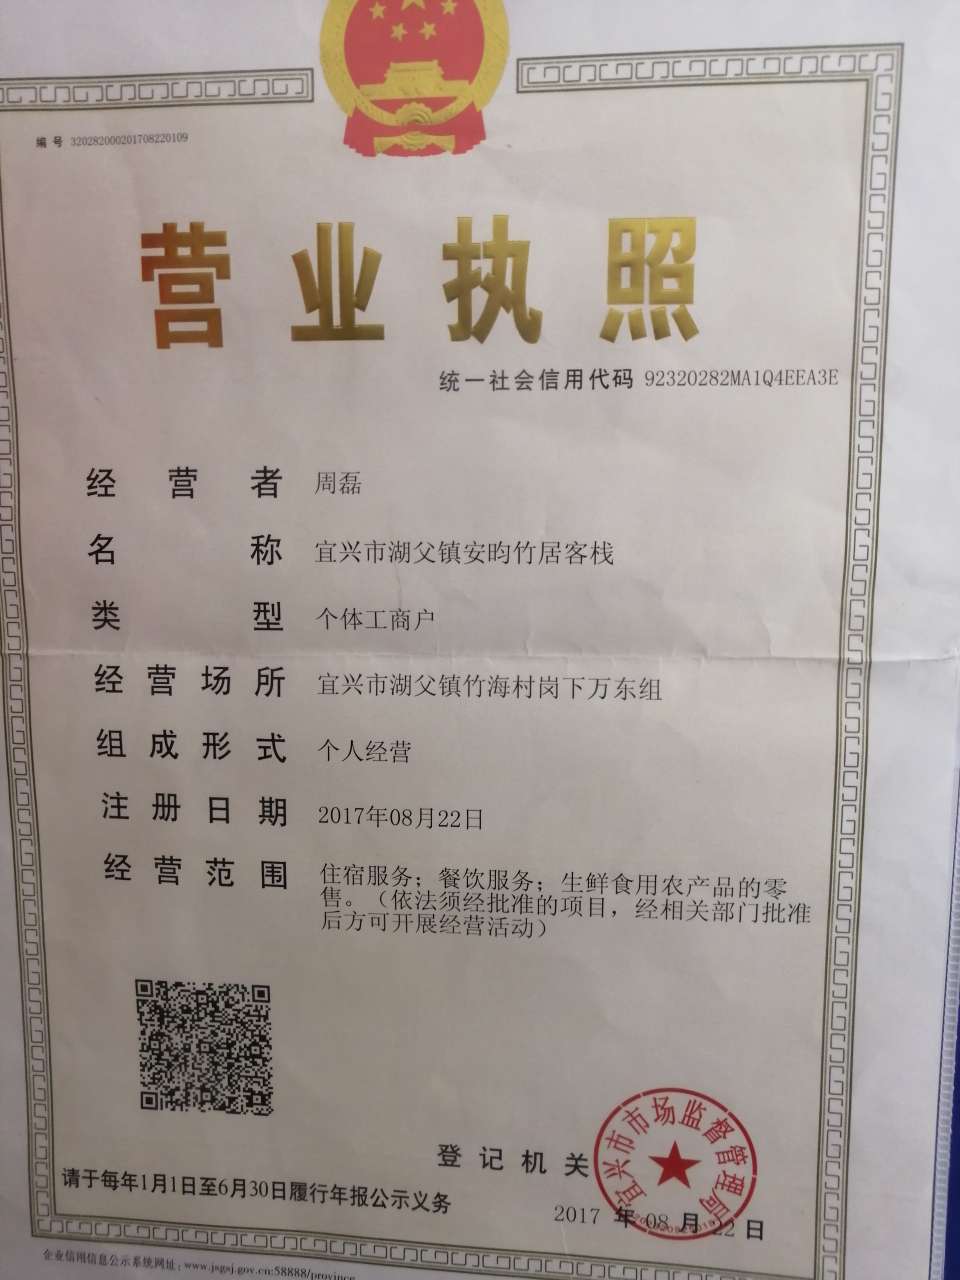 编 号 320282000201708220109
营业执照
统一社会信用代码 92320282MA1Q4EEA3E
经营者 周磊
名称 宜兴市湖父镇安昀竹居客栈
类型 个体工商户
经营场所 宜兴市湖父镇竹海村岗下万东组
组成形式 个人经营
注册日期 2017年08月22日
经营范围 住宿服务；餐饮服务；生鲜食用农产品的零
售。（依法须经批准的项目，经相关部门批准
后方可开展经营活动）
登记机关
宜兴市市场监督管理局
请于每年1月1日至6月30日履行年报公示义务
2017 年 08 月 22 日
企业信用信息公示系统网址：www.jsgsj.gov.cn:58888/province